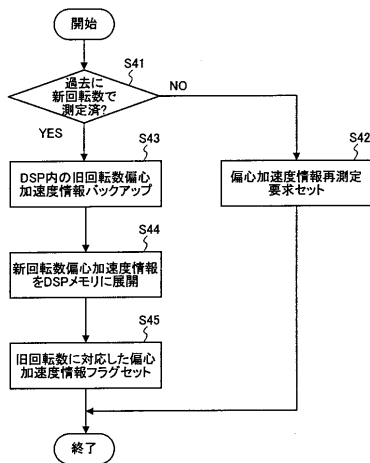 開始
S41
過去に
新回転数で
測定済?
NO
YES
S43
DSP内の旧回転数偏心
加速度情報バックアップ
S42
偏心加速度情報再測定
要求セット
S44
新回転数偏心加速度情報
をDSPメモリに展開
S45
旧回転数に対応した偏心
加速度情報フラグセット
終了